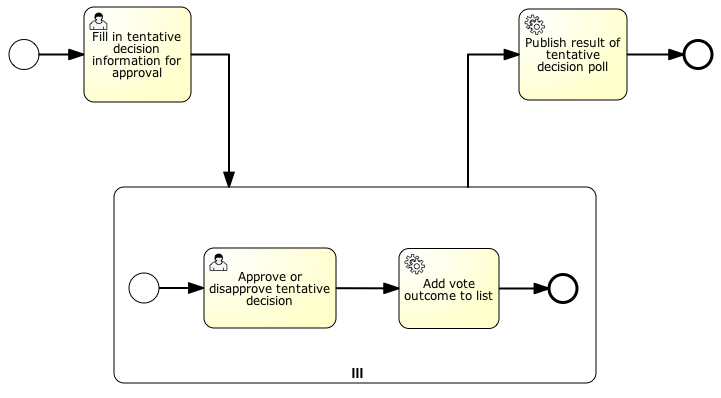 Fill in tentative
decision
information for
approval
Publish result of
tentative
decision poll
Approve or
disapprove tentative
decision
Add vote
outcome to list